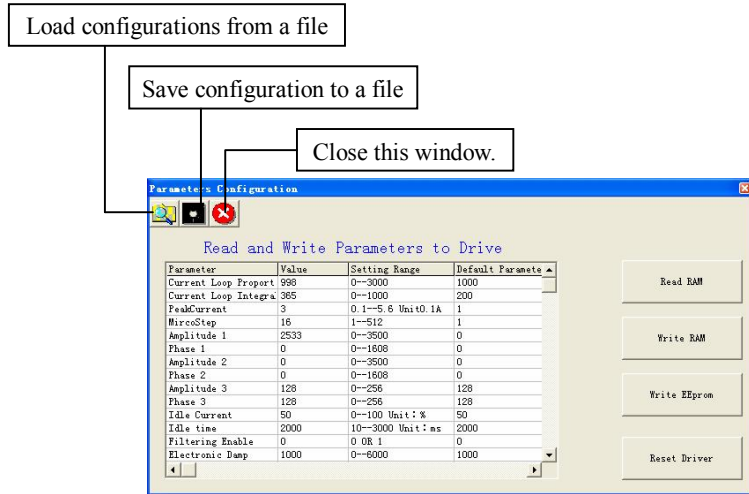 Load configurations from a file
Save configuration to a file
Close this window.
Parameters Configuration
Read and Write Parameters to Drive
Parameter Value Setting Range Default Paramete
Current Loop Proport 998 0--3000 1000
Current Loop Integra 365 0--1000 200
PeakCurrent 3 0.1--5.6 Unit0.1A 1
MircoStep 16 1--512 1
Amplitude 1 2533 0--3500 0
Phase 1 0 0--1608 0
Amplitude 2 0 0--3500 0
Phase 2 0 0--1608 0
Amplitude 3 128 0--256 128
Phase 3 128 0--256 128
Idle Current 50 0--100 Unit:% 50
Idle time 2000 10--3000 Unit:ms 2000
Filtering Enable 0 0 OR 1 0
Electronic Damp 1000 0--6000 1000
Read RAM
Write RAM
Write EEprom
Reset Driver